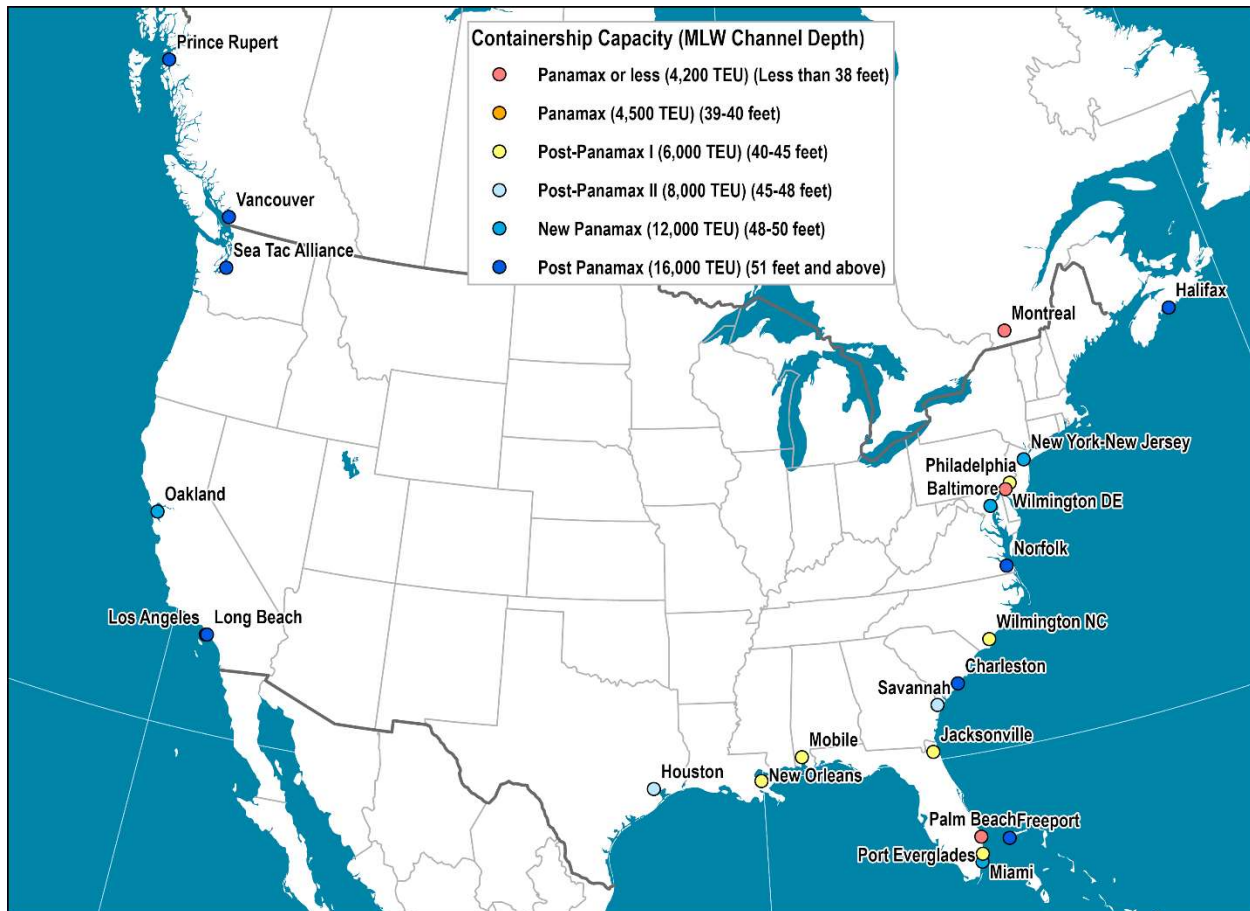 Containership Capacity (MLW Channel Depth)
Panamax or less (4,200 TEU) (Less than 38 feet)
Panamax (4,500 TEU) (39-40 feet)
Post-Panamax I (6,000 TEU) (40-45 feet)
Post-Panamax II (8,000 TEU) (45-48 feet)
New Panamax (12,000 TEU) (48-50 feet)
Post Panamax (16,000 TEU) (51 feet and above)
Prince Rupert
Vancouver
Sea Tac Alliance
Halifax
Montreal
New York-New Jersey
Philadelphia
Baltimore
Wilmington DE
Oakland
Norfolk
Los Angeles
Long Beach
Wilmington NC
Charleston
Savannah
Jacksonville
Mobile
New Orleans
Houston
Palm Beach
Freeport
Port Everglades
Miami